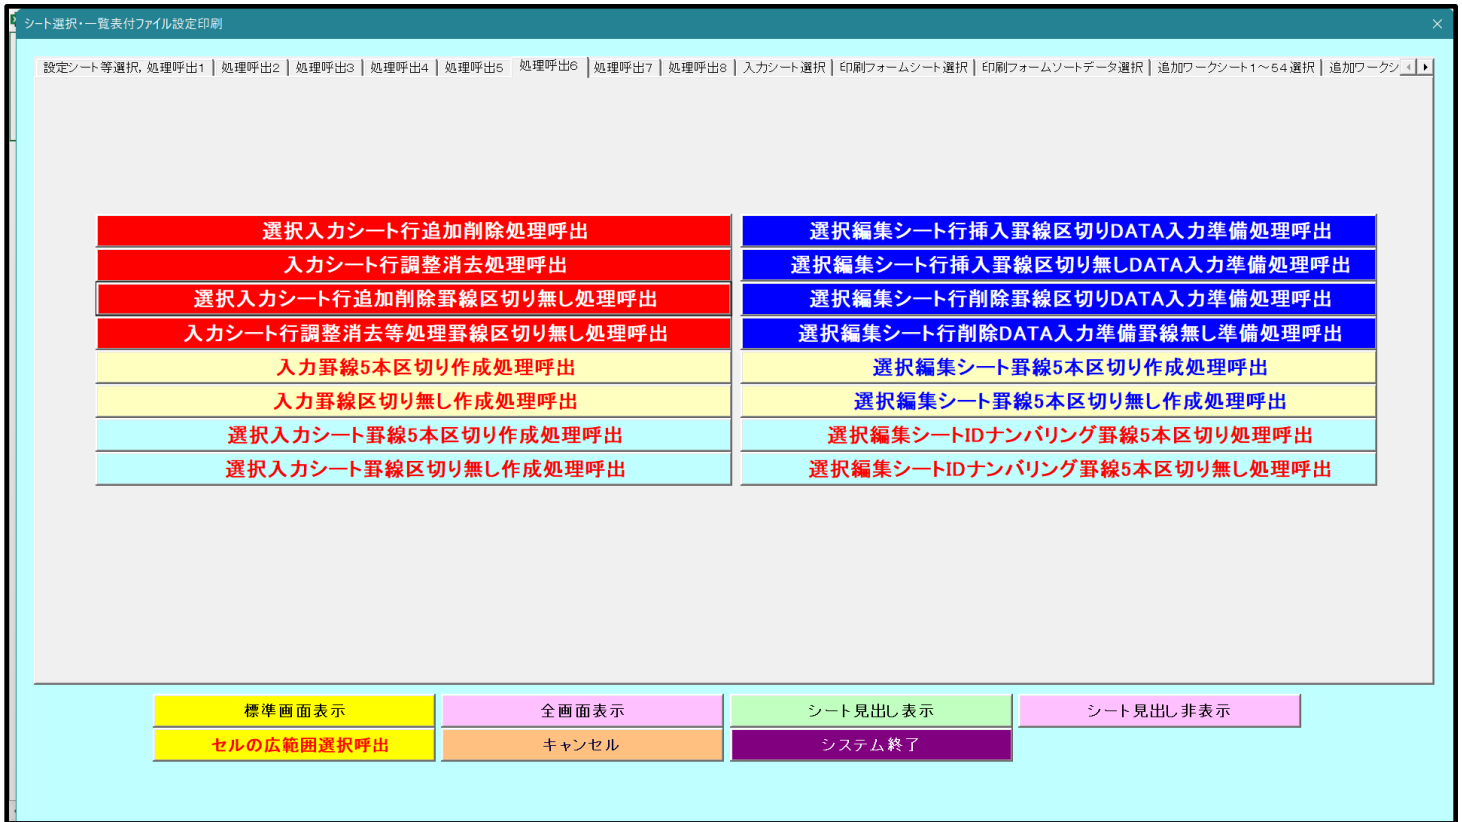 シート選択・一覧表付ファイル設定印刷
設定シート等選択, 処理呼出1 処理呼出2 処理呼出3 処理呼出4 処理呼出5 処理呼出6 処理呼出7 処理呼出8 入力シート選択 印刷フォームシート選択 印刷フォームソートデータ選択 追加ワークシート1～54選択 追加ワークシ
選択入力シート行追加削除処理呼出
入力シート行調整消去処理呼出
選択入力シート行追加削除罫線区切り無し処理呼出
入力シート行調整消去等処理罫線区切り無し処理呼出
入力罫線5本区切り作成処理呼出
入力罫線区切り無し作成処理呼出
選択入力シート罫線5本区切り作成処理呼出
選択入力シート罫線区切り無し作成処理呼出
選択編集シート行挿入罫線区切りDATA入力準備処理呼出
選択編集シート行挿入罫線区切り無しDATA入力準備処理呼出
選択編集シート行削除罫線区切りDATA入力準備処理呼出
選択編集シート行削除DATA入力準備罫線無し準備処理呼出
選択編集シート罫線5本区切り作成処理呼出
選択編集シート罫線5本区切り無し作成処理呼出
選択編集シートIDナンバリング罫線5本区切り処理呼出
選択編集シートIDナンバリング罫線5本区切り無し処理呼出
標準画面表示 全画面表示 シート見出し表示 シート見出し非表示
セルの広範囲選択呼出 キャンセル システム終了